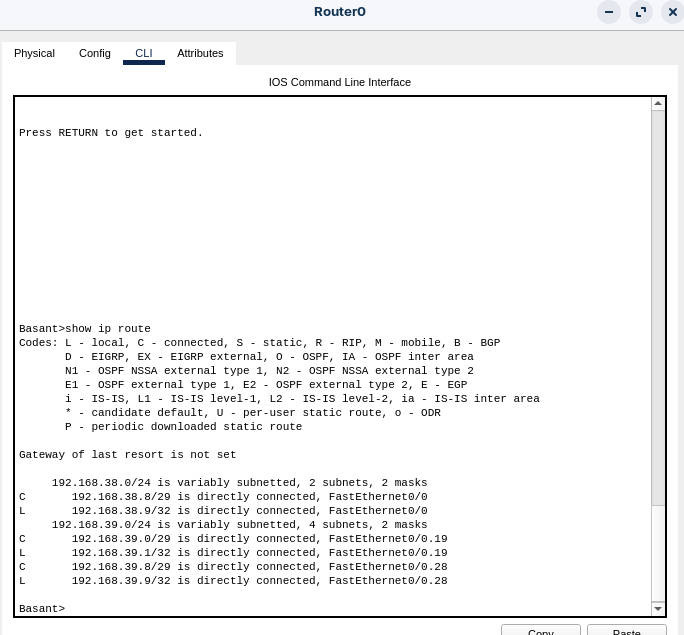 Router0
Physical Config CLI Attributes
IOS Command Line Interface
Press RETURN to get started.
Basant>show ip route
Codes: L - local, C - connected, S - static, R - RIP, M - mobile, B - BGP
       D - EIGRP, EX - EIGRP external, O - OSPF, IA - OSPF inter area
       N1 - OSPF NSSA external type 1, N2 - OSPF NSSA external type 2
       E1 - OSPF external type 1, E2 - OSPF external type 2, E - EGP
       i - IS-IS, L1 - IS-IS level-1, L2 - IS-IS level-2, ia - IS-IS inter area
       * - candidate default, U - per-user static route, o - ODR
       P - periodic downloaded static route
Gateway of last resort is not set
     192.168.38.0/24 is variably subnetted, 2 subnets, 2 masks
C       192.168.38.8/29 is directly connected, FastEthernet0/0
L       192.168.38.9/32 is directly connected, FastEthernet0/0
     192.168.39.0/24 is variably subnetted, 4 subnets, 2 masks
C       192.168.39.0/29 is directly connected, FastEthernet0/0.19
L       192.168.39.1/32 is directly connected, FastEthernet0/0.19
C       192.168.39.8/29 is directly connected, FastEthernet0/0.28
L       192.168.39.9/32 is directly connected, FastEthernet0/0.28
Basant>
Copy Paste